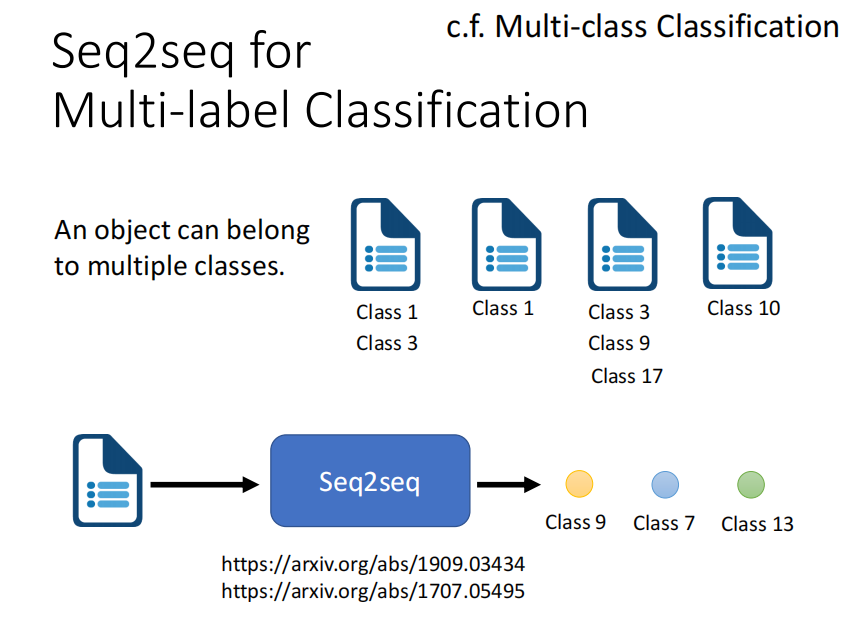 c.f. Multi-class Classification
Seq2seq for
Multi-label Classification
An object can belong
to multiple classes.
Class 1
Class 3
Class 1
Class 3
Class 9
Class 17
Class 10
Seq2seq
Class 9
Class 7
Class 13
https://arxiv.org/abs/1909.03434
https://arxiv.org/abs/1707.05495